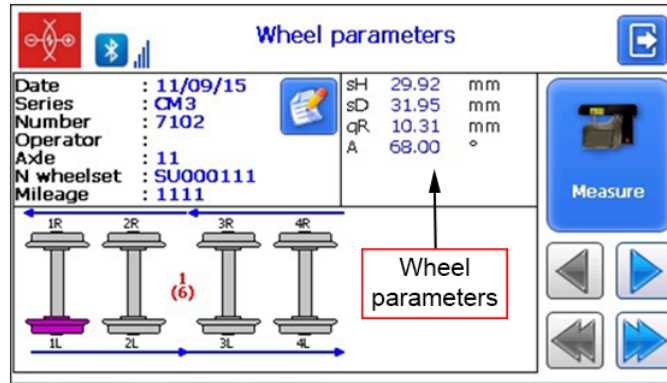 Wheel parameters
Date : 11/09/15
Series : CM3
Number : 7102
Operator :
Axle : 11
N wheelset : SU000111
Mileage : 1111
sH 29.92 mm
sD 31.95 mm
qR 10.31 mm
A 68.00 °
Measure
1R 2R 3R 4R
1
(6)
1L 2L 3L 4L
Wheel
parameters